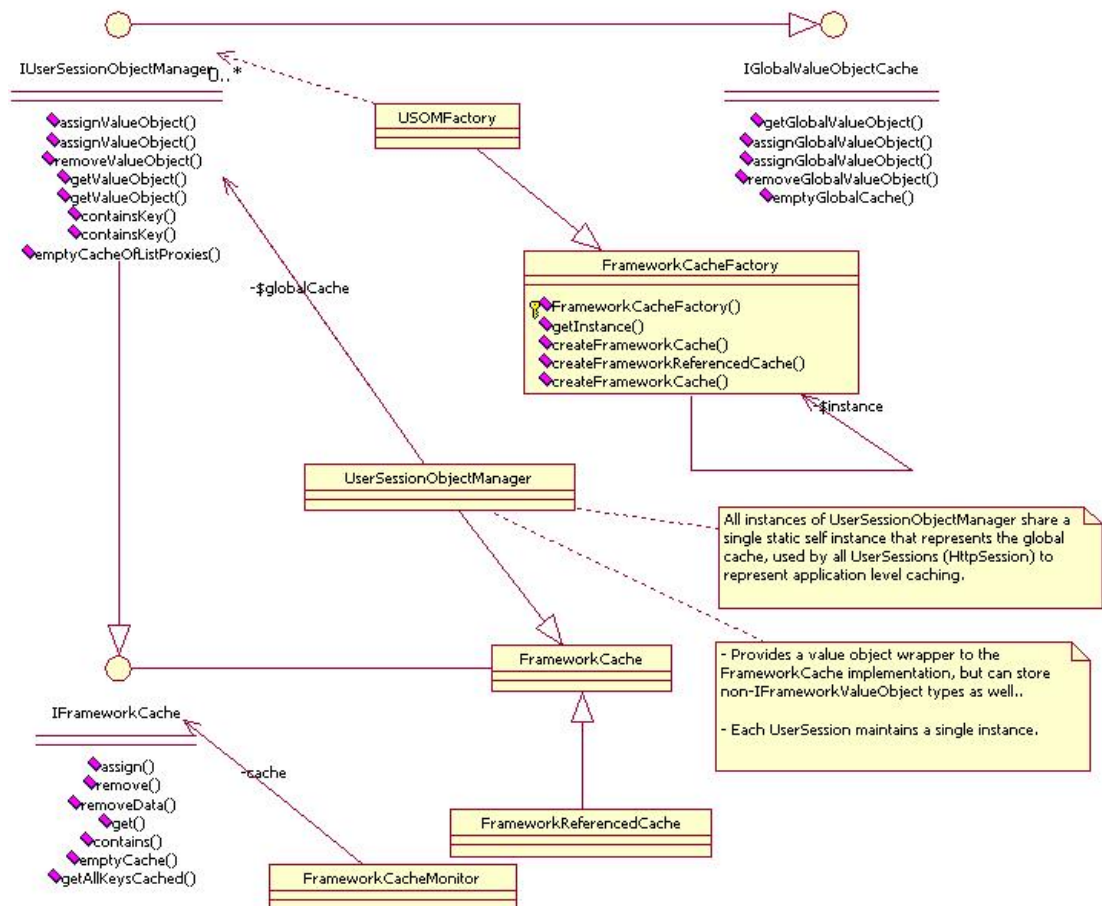 IUserSessionObjectManager
0..*
assignValueObject()
assignValueObject()
removeValueObject()
getValueObject()
getValueObject()
containsKey()
containsKey()
emptyCacheOfListProxies()
IGlobalValueObjectCache
getGlobalValueObject()
assignGlobalValueObject()
assignGlobalValueObject()
removeGlobalValueObject()
emptyGlobalCache()
USOMFactory
FrameworkCacheFactory
FrameworkCacheFactory()
getInstance()
createFrameworkCache()
createFrameworkReferencedCache()
createFrameworkCache()
-$instance
-$globalCache
UserSessionObjectManager
All instances of UserSessionObjectManager share a
single static self instance that represents the global
cache, used by all UserSessions (HttpSession) to
represent application level caching.
- Provides a value object wrapper to the
FrameworkCache implementation, but can store
non-IFrameworkValueObject types as well..
- Each UserSession maintains a single instance.
FrameworkCache
IFrameworkCache
assign()
remove()
removeData()
get()
contains()
emptyCache()
getAllKeysCached()
-cache
FrameworkReferencedCache
FrameworkCacheMonitor